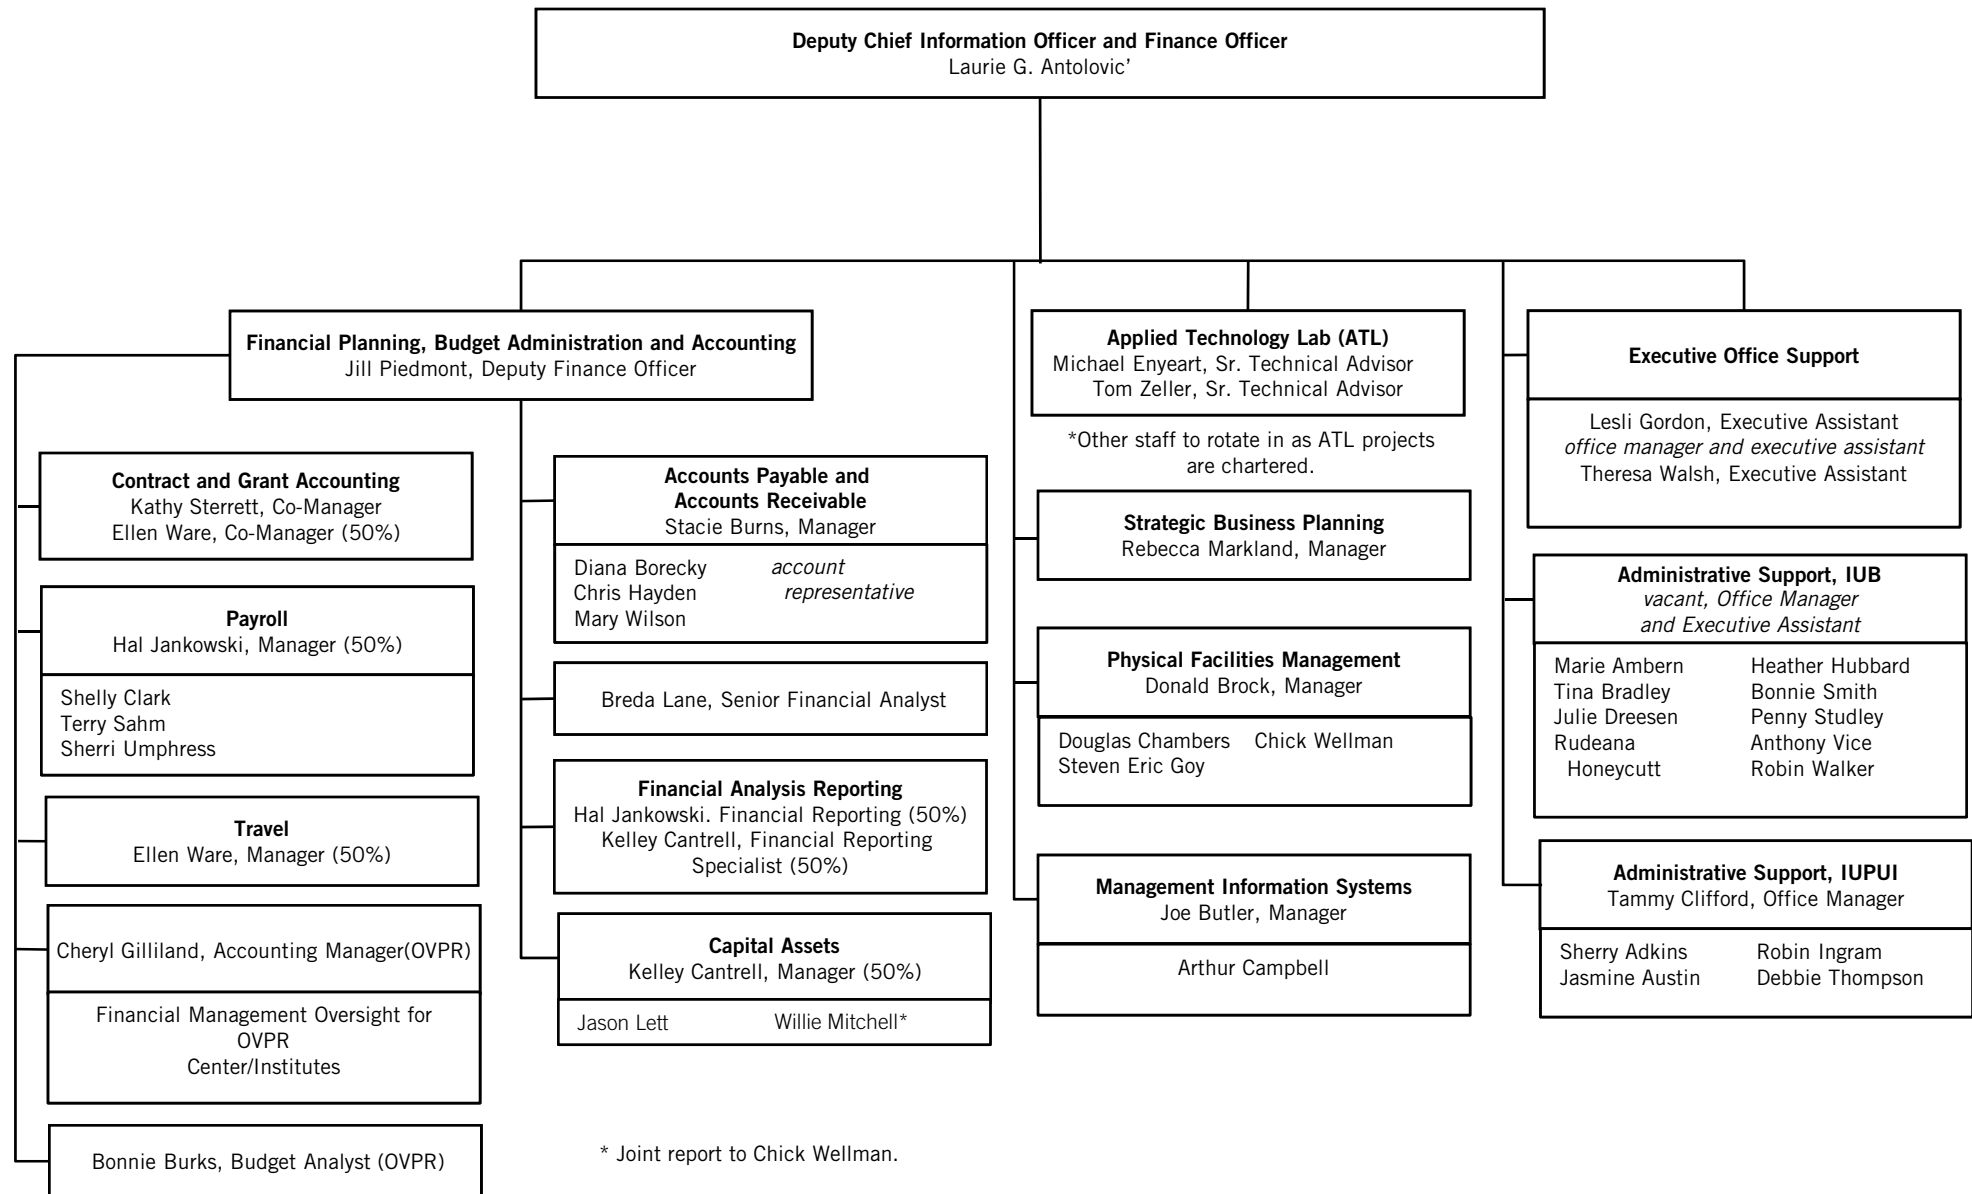 Deputy Chief Information Officer and Finance Officer
Laurie G. Antolovic’
Financial Planning, Budget Administration and Accounting
Jill Piedmont, Deputy Finance Officer
Contract and Grant Accounting
Kathy Sterrett, Co-Manager
Ellen Ware, Co-Manager (50%)
Payroll
Hal Jankowski, Manager (50%)
Shelly Clark
Terry Sahm
Sherri Umphress
Travel
Ellen Ware, Manager (50%)
Cheryl Gilliland, Accounting Manager(OVPR)
Financial Management Oversight for
OVPR
Center/Institutes
Bonnie Burks, Budget Analyst (OVPR)
Accounts Payable and
Accounts Receivable
Stacie Burns, Manager
Diana Borecky account
Chris Hayden representative
Mary Wilson
Breda Lane, Senior Financial Analyst
Financial Analysis Reporting
Hal Jankowski. Financial Reporting (50%)
Kelley Cantrell, Financial Reporting
Specialist (50%)
Capital Assets
Kelley Cantrell, Manager (50%)
Jason Lett Willie Mitchell*
* Joint report to Chick Wellman.
Applied Technology Lab (ATL)
Michael Enyeart, Sr. Technical Advisor
Tom Zeller, Sr. Technical Advisor
*Other staff to rotate in as ATL projects
are chartered.
Strategic Business Planning
Rebecca Markland, Manager
Physical Facilities Management
Donald Brock, Manager
Douglas Chambers Chick Wellman
Steven Eric Goy
Management Information Systems
Joe Butler, Manager
Arthur Campbell
Executive Office Support
Lesli Gordon, Executive Assistant
office manager and executive assistant
Theresa Walsh, Executive Assistant
Administrative Support, IUB
vacant, Office Manager
and Executive Assistant
Marie Ambern Heather Hubbard
Tina Bradley Bonnie Smith
Julie Dreesen Penny Studley
Rudeana Anthony Vice
Honeycutt Robin Walker
Administrative Support, IUPUI
Tammy Clifford, Office Manager
Sherry Adkins Robin Ingram
Jasmine Austin Debbie Thompson